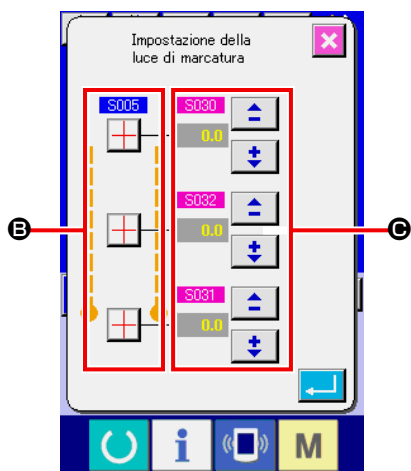 Impostazione della
luce di marcatura
S005
S030
0.0
S032
0.0
S031
0.0
B
C
M